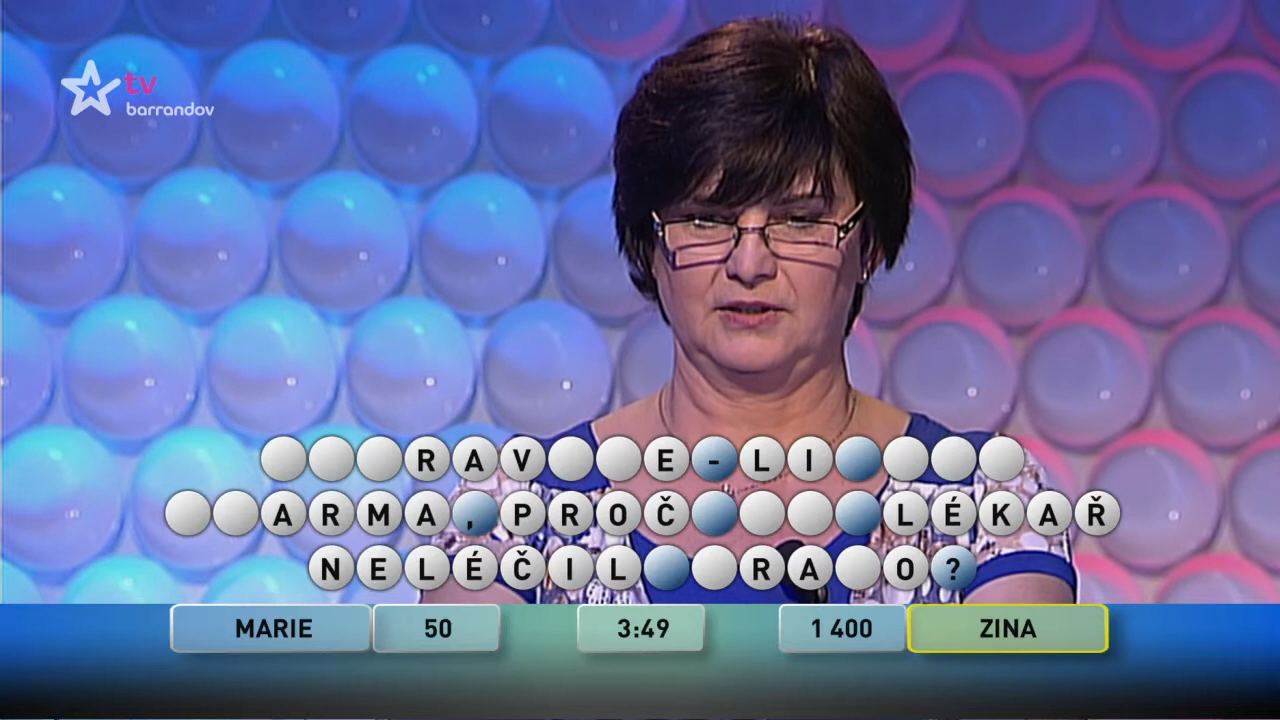 tv
barrandov
RAV E-LI
ARMA, PROČ LÉKAŘ
NELÉČIL RA O?
MARIE 50 3:49 1 400 ZINA